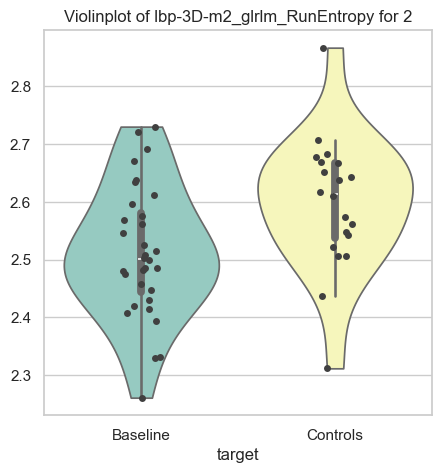 Violinplot of lbp-3D-m2_glrlm_RunEntropy for 2
2.8
2.7
2.6
2.5
2.4
2.3
Baseline Controls
target